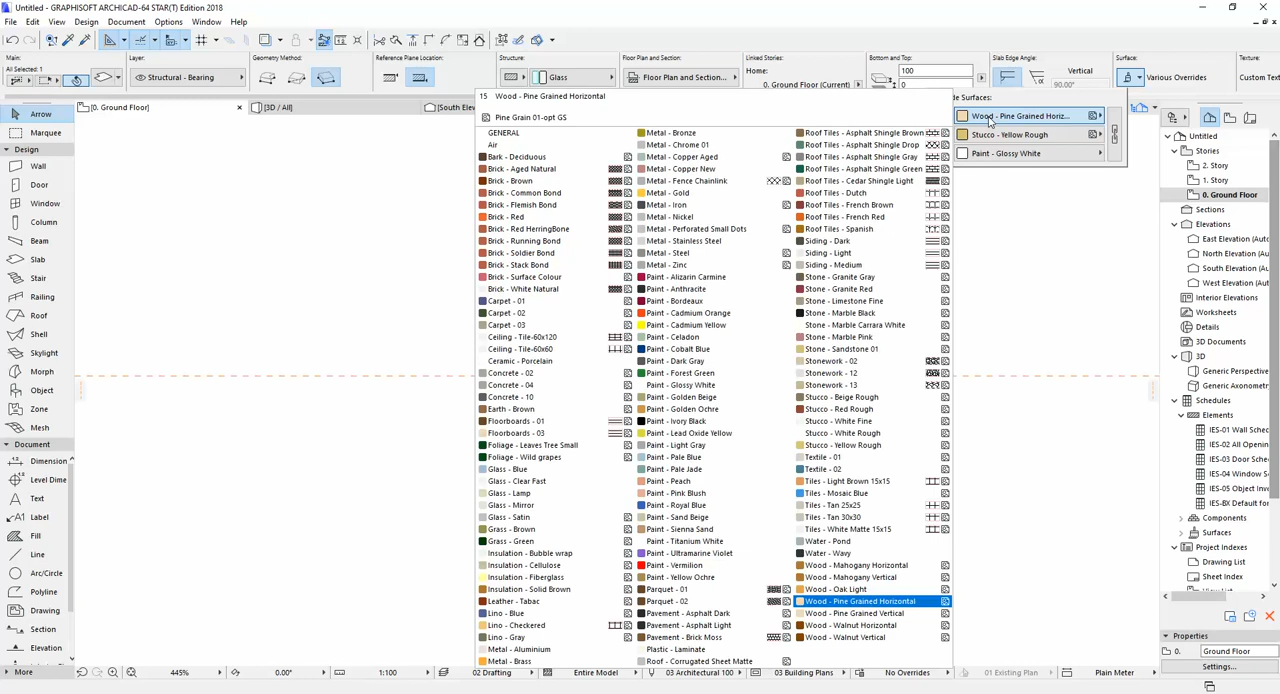 Untitled - GRAPHISOFT ARCHICAD-64 STAR(T) Edition 2018
File Edit View Design Document Options Window Help
Main:
All Selected: 1
Layer:
Structural - Bearing
Geometry Method:
Reference Plane Location:
Structure:
Glass
Floor Plan and Section:
Floor Plan and Section...
Linked Stories:
Home:
0. Ground Floor (Current)
Bottom and Top:
100
0
Slab Edge Angle:
Vertical
90.00°
Surface:
Various Overrides
Texture:
Custom Text
[0. Ground Floor]
[3D / All]
15 Wood - Pine Grained Horizontal
Pine Grain 01-opt GS
GENERAL
Air
Bark - Deciduous
Brick - Aged Natural
Brick - Brown
Brick - Common Bond
Brick - Flemish Bond
Brick - Red
Brick - Red HerringBone
Brick - Running Bond
Brick - Soldier Bond
Brick - Stack Bond
Brick - Surface Colour
Brick - White Natural
Carpet - 01
Carpet - 02
Carpet - 03
Ceiling - Tile-60x120
Ceiling - Tile-60x60
Ceramic - Porcelain
Concrete - 02
Concrete - 04
Concrete - 10
Earth - Brown
Floorboards - 01
Floorboards - 03
Foliage - Leaves Tree Small
Foliage - Wild grapes
Glass - Blue
Glass - Clear Fast
Glass - Lamp
Glass - Mirror
Glass - Satin
Grass - Brown
Grass - Green
Insulation - Bubble wrap
Insulation - Cellulose
Insulation - Fiberglass
Insulation - Solid Brown
Leather - Tabac
Lino - Blue
Lino - Checkered
Lino - Gray
Metal - Aluminium
Metal - Brass
Metal - Bronze
Metal - Chrome 01
Metal - Copper Aged
Metal - Copper New
Metal - Fence Chainlink
Metal - Gold
Metal - Iron
Metal - Nickel
Metal - Perforated Small Dots
Metal - Stainless Steel
Metal - Steel
Metal - Zinc
Paint - Alizarin Carmine
Paint - Anthracite
Paint - Bordeaux
Paint - Cadmium Orange
Paint - Cadmium Yellow
Paint - Celadon
Paint - Cobalt Blue
Paint - Dark Gray
Paint - Forest Green
Paint - Glossy White
Paint - Golden Beige
Paint - Golden Ochre
Paint - Ivory Black
Paint - Lead Oxide Yellow
Paint - Light Gray
Paint - Pale Blue
Paint - Pale Jade
Paint - Peach
Paint - Pink Blush
Paint - Royal Blue
Paint - Sand Beige
Paint - Sienna Sand
Paint - Titanium White
Paint - Ultramarine Violet
Paint - Vermilion
Paint - Yellow Ochre
Parquet - 01
Parquet - 02
Pavement - Asphalt Dark
Pavement - Asphalt Light
Pavement - Brick Moss
Plastic - Laminate
Roof - Corrugated Sheet Matte
Roof Tiles - Asphalt Shingle Brown
Roof Tiles - Asphalt Shingle Drop
Roof Tiles - Asphalt Shingle Gray
Roof Tiles - Asphalt Shingle Green
Roof Tiles - Cedar Shingle Light
Roof Tiles - Dutch
Roof Tiles - French Brown
Roof Tiles - French Red
Roof Tiles - Spanish
Siding - Dark
Siding - Light
Siding - Medium
Stone - Granite Gray
Stone - Granite Red
Stone - Limestone Fine
Stone - Marble Black
Stone - Marble Carrara White
Stone - Marble Pink
Stone - Sandstone 01
Stonework - 02
Stonework - 12
Stonework - 13
Stucco - Beige Rough
Stucco - Red Rough
Stucco - White Fine
Stucco - White Rough
Stucco - Yellow Rough
Textile - 01
Textile - 02
Tiles - Light Brown 15x15
Tiles - Mosaic Blue
Tiles - Tan 25x25
Tiles - Tan 30x30
Tiles - White Matte 15x15
Water - Pond
Water - Wavy
Wood - Mahogany Horizontal
Wood - Mahogany Vertical
Wood - Oak Light
Wood - Pine Grained Horizontal
Wood - Pine Grained Vertical
Wood - Walnut Horizontal
Wood - Walnut Vertical
de Surfaces:
Wood - Pine Grained Horiz...
Stucco - Yellow Rough
Paint - Glossy White
Arrow
Marquee
Design
Wall
Door
Window
Column
Beam
Slab
Stair
Railing
Roof
Shell
Skylight
Morph
Object
Zone
Mesh
Document
Dimension
Level Dime
Text
Label
Fill
Line
Arc/Circle
Polyline
Drawing
Section
Elevation
More
Untitled
Stories
2. Story
1. Story
0. Ground Floor
Sections
Elevations
East Elevation (Aut
North Elevation (Au
South Elevation (Au
West Elevation (Aut
Interior Elevations
Worksheets
Details
3D Documents
3D
Generic Perspective
Generic Axonometr
Schedules
Elements
IES-01 Wall Sched
IES-02 All Opening
IES-03 Door Sched
IES-04 Window S
IES-05 Object Inve
IES-BX Default for
Components
Surfaces
Project Indexes
Drawing List
Sheet Index
Properties
0. Ground Floor
Settings...
445% 0.00° 1:100 02 Drafting Entire Model 03 Architectural 100 03 Building Plans No Overrides 01 Existing Plan Plain Meter